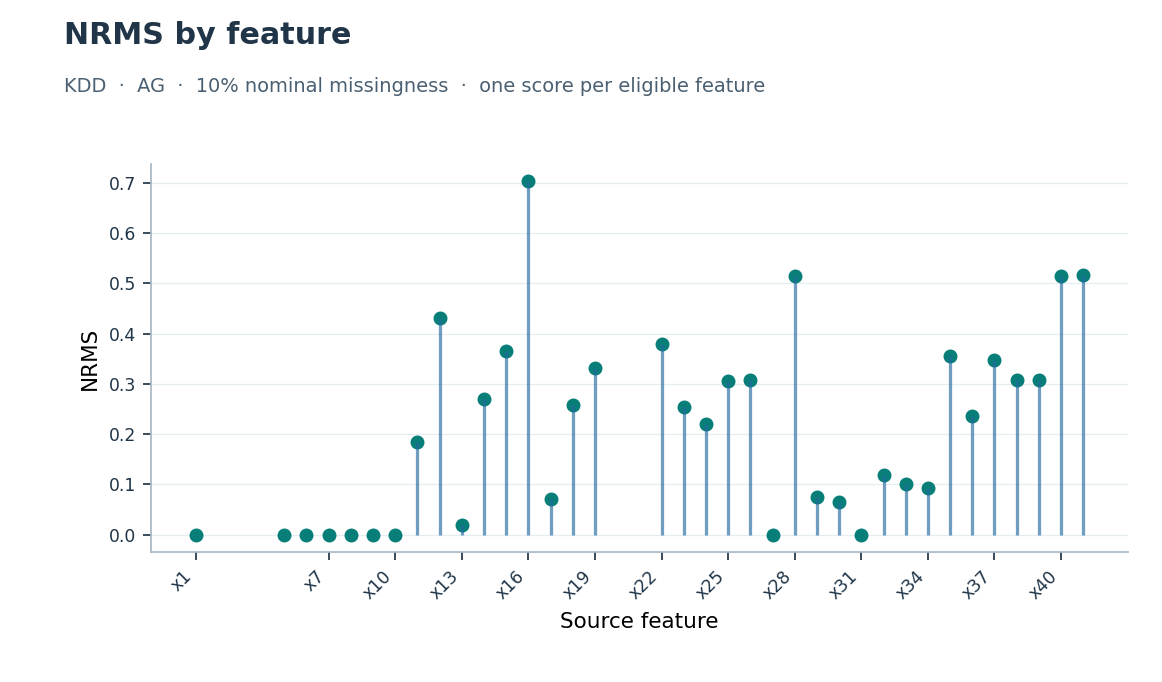 NRMS by feature
KDD · AG · 10% nominal missingness · one score per eligible feature
0.7
0.6
0.5
0.4
0.3
0.2
0.1
0.0
NRMS
x1 x7 x10 x13 x16 x19 x22 x25 x28 x31 x34 x37 x40
Source feature